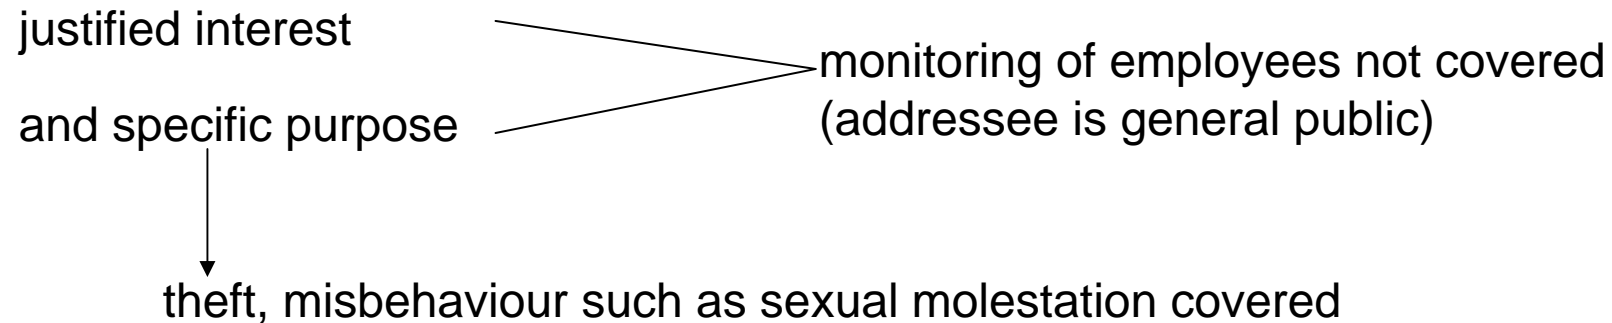 justified interest
and specific purpose
monitoring of employees not covered
(addressee is general public)
theft, misbehaviour such as sexual molestation covered